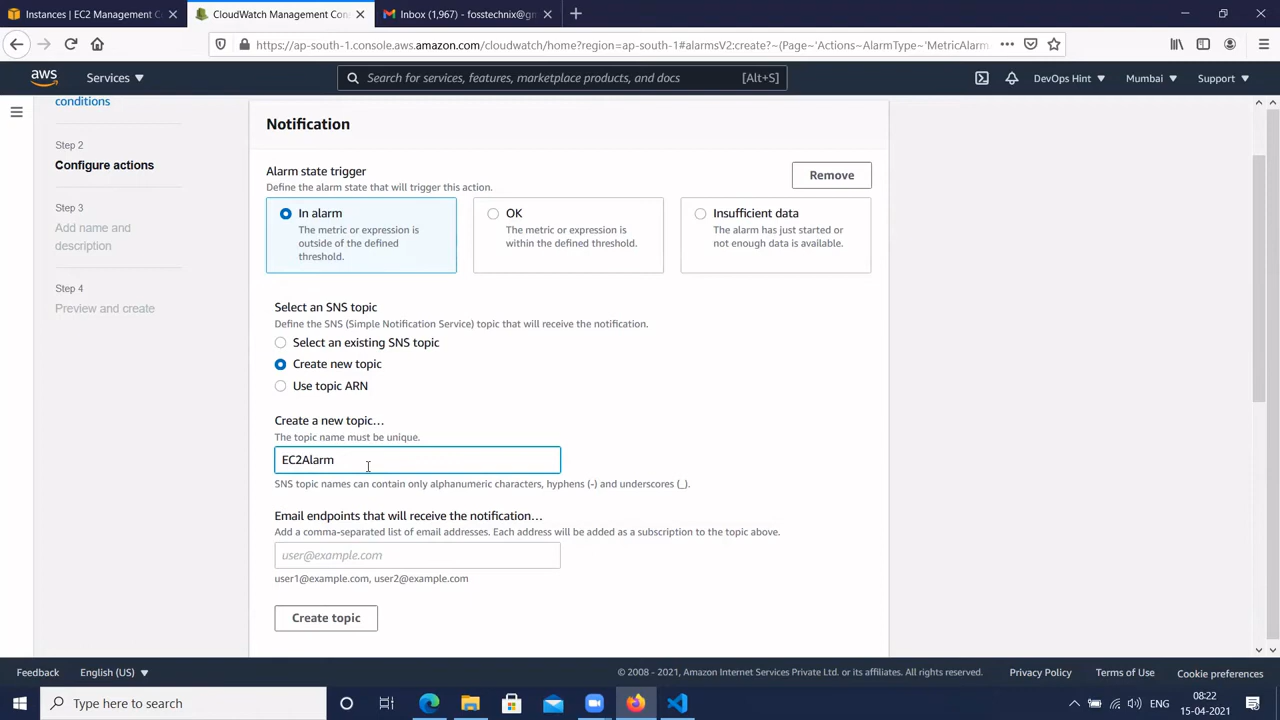 Instances | EC2 Management Co
CloudWatch Management Con
Inbox (1,967) - fosstechnix@gm
https://ap-south-1.console.aws.amazon.com/cloudwatch/home?region=ap-south-1#alarmsV2:create?~(Page~'Actions~AlarmType~'MetricAlarm
aws
Services
Search for services, features, marketplace products, and docs
[Alt+S]
DevOps Hint
Mumbai
Support
conditions
Step 2
Configure actions
Step 3
Add name and
description
Step 4
Preview and create
Notification
Alarm state trigger
Define the alarm state that will trigger this action.
Remove
In alarm
The metric or expression is
outside of the defined
threshold.
OK
The metric or expression is
within the defined threshold.
Insufficient data
The alarm has just started or
not enough data is available.
Select an SNS topic
Define the SNS (Simple Notification Service) topic that will receive the notification.
Select an existing SNS topic
Create new topic
Use topic ARN
Create a new topic…
The topic name must be unique.
EC2Alarm
SNS topic names can contain only alphanumeric characters, hyphens (-) and underscores (_).
Email endpoints that will receive the notification…
Add a comma-separated list of email addresses. Each address will be added as a subscription to the topic above.
user@example.com
user1@example.com, user2@example.com
Create topic
Feedback
English (US)
© 2008 - 2021, Amazon Internet Services Private Ltd. or its affiliates. All rights reserved.
Privacy Policy
Terms of Use
Cookie preferences
Type here to search
ENG
08:22
15-04-2021